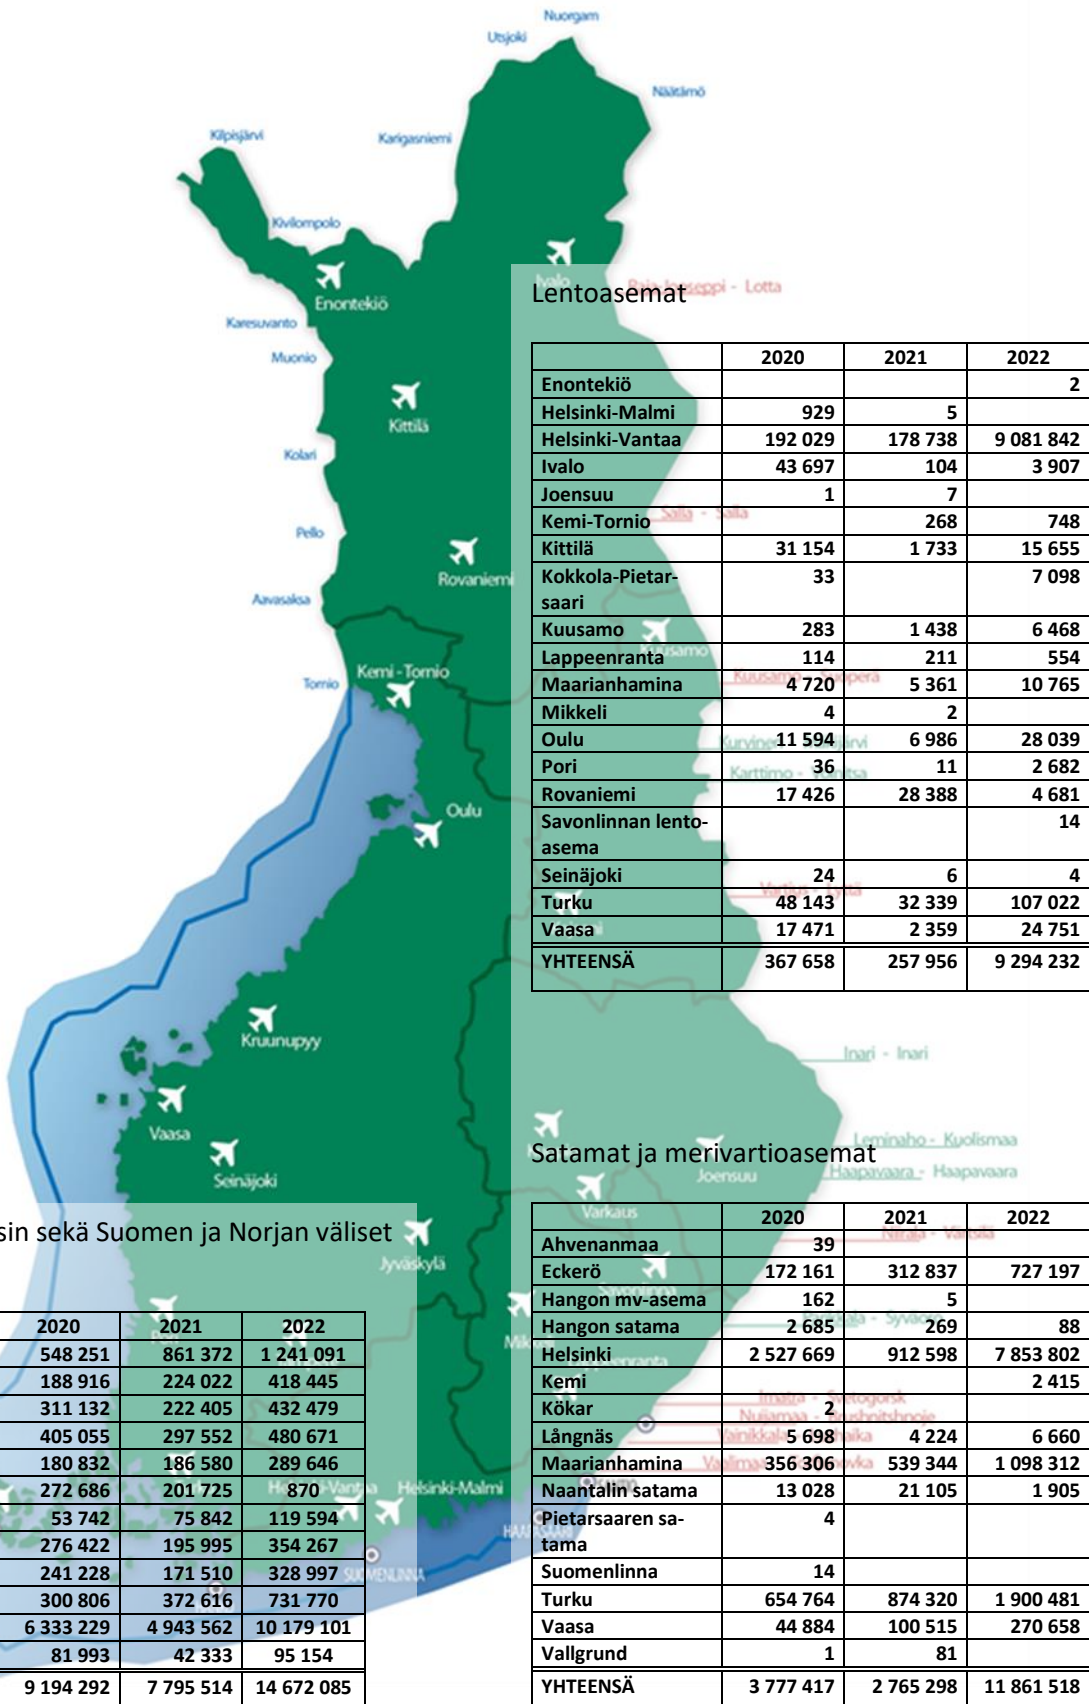 Nuorgam
Utsjoki
Näätämö
Kilpisjärvi
Karigasniemi
Kivilompolo
Ivalo
Enontekiö
Raja-Jooseppi - Lotta
Karesuvanto
Muonio
Kittilä
Kolari
Pello
Rovaniemi
Aavasaksa
Salla - Salla
Kuusamo
Kemi - Tornio
Tornio
Oulu
Kruunupyy
Vaasa
Seinäjoki
Inari - Inari
Leminaho - Kuolismaa
Haapavaara - Haapavaara
Joensuu
Varkaus
Jyväskylä
Helsinki-Malmi
SUOMENLINNA
Lentoasemat
2020 2021 2022
Enontekiö 2
Helsinki-Malmi 929 5
Helsinki-Vantaa 192 029 178 738 9 081 842
Ivalo 43 697 104 3 907
Joensuu 1 7
Kemi-Tornio 268 748
Kittilä 31 154 1 733 15 655
Kokkola-Pietar-
saari 33 7 098
Kuusamo 283 1 438 6 468
Lappeenranta 114 211 554
Maarianhamina 4 720 5 361 10 765
Mikkeli 4 2
Oulu 11 594 6 986 28 039
Pori 36 11 2 682
Rovaniemi 17 426 28 388 4 681
Savonlinnan lento-
asema 14
Seinäjoki 24 6 4
Turku 48 143 32 339 107 022
Vaasa 17 471 2 359 24 751
YHTEENSÄ 367 658 257 956 9 294 232
Satamat ja merivartioasemat
2020 2021 2022
Ahvenanmaa 39
Eckerö 172 161 312 837 727 197
Hangon mv-asema 162 5
Hangon satama 2 685 269 88
Helsinki 2 527 669 912 598 7 853 802
Kemi 2 415
Kökar 2
Långnäs 5 698 4 224 6 660
Maarianhamina 356 306 539 344 1 098 312
Naantalin satama 13 028 21 105 1 905
Pietarsaaren sa-
tama 4
Suomenlinna 14
Turku 654 764 874 320 1 900 481
Vaasa 44 884 100 515 270 658
Vallgrund 1 81
YHTEENSÄ 3 777 417 2 765 298 11 861 518
sin sekä Suomen ja Norjan väliset
2020 2021 2022
548 251 861 372 1 241 091
188 916 224 022 418 445
311 132 222 405 432 479
405 055 297 552 480 671
180 832 186 580 289 646
272 686 201 725 870
53 742 75 842 119 594
276 422 195 995 354 267
241 228 171 510 328 997
300 806 372 616 731 770
6 333 229 4 943 562 10 179 101
81 993 42 333 95 154
9 194 292 7 795 514 14 672 085